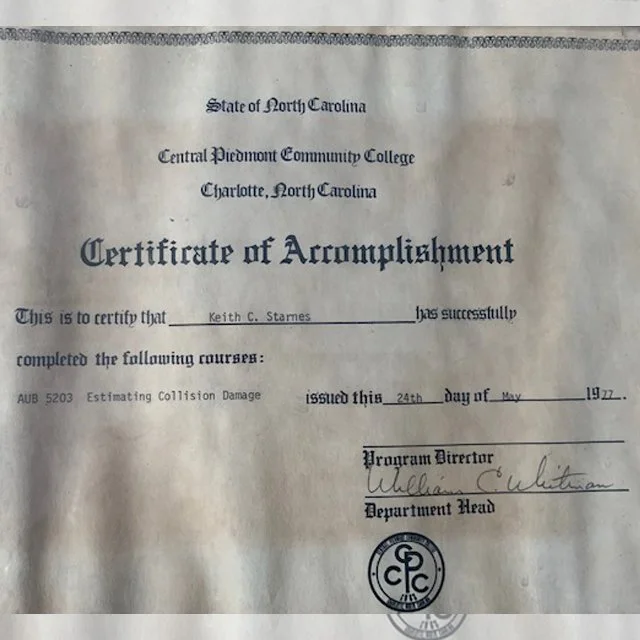 State of North Carolina
Central Piedmont Community College
Charlotte, North Carolina
Certificate of Accomplishment
This is to certify that Keith C. Starnes has successfully
completed the following courses:
AUB 5203 Estimating Collision Damage issued this 24th day of May 1977.
Program Director
William C. Whitman
Department Head
CPCC